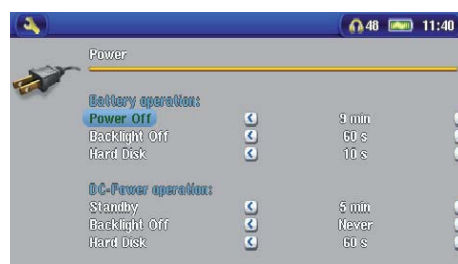 48 11:40
Power
Battery operation:
Power Off 9 min
Backlight Off 60 s
Hard Disk 10 s
DC-Power operation:
Standby 5 min
Backlight Off Never
Hard Disk 60 s